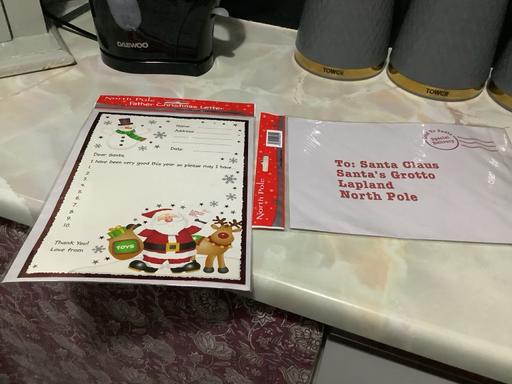 DAEWOO
TOWER
TOWER
North Pole
Father Christmas Letter
Name
Address
Date:
Dear Santa,
I have been very good this year so please may I have
1.
2.
3.
4.
5.
6.
7.
8.
9.
10.
Thank You!
Love from
TOYS
North Pole
To Santa
Special
Delivery
To: Santa Claus
Santa's Grotto
Lapland
North Pole